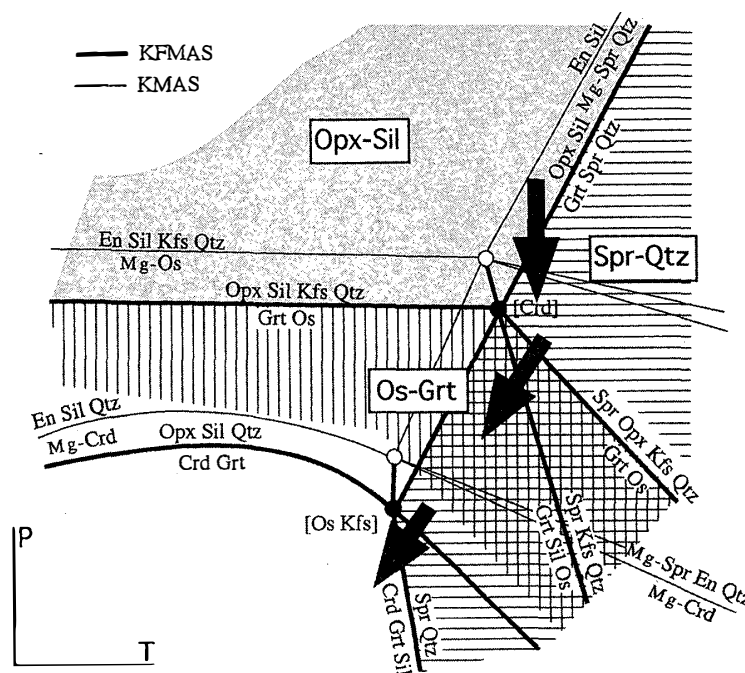 KFMAS
KMAS
En Sil
Mg-Spr Qtz
Opx Sil
Grt Spr Qtz
Opx-Sil
En Sil Kfs Qtz
Mg-Os
Spr-Qtz
Opx Sil Kfs Qtz
Grt Os
[Crd]
Os-Grt
En Sil Qtz
Mg-Crd
Opx Sil Qtz
Crd Grt
Spr Opx Kfs Qtz
Grt Os
[Os Kfs]
Spr Kfs Qtz
Grt Sil Os
Mg-Spr En Qtz
Mg-Crd
Spr Qtz
Crd Grt Sil
P
T